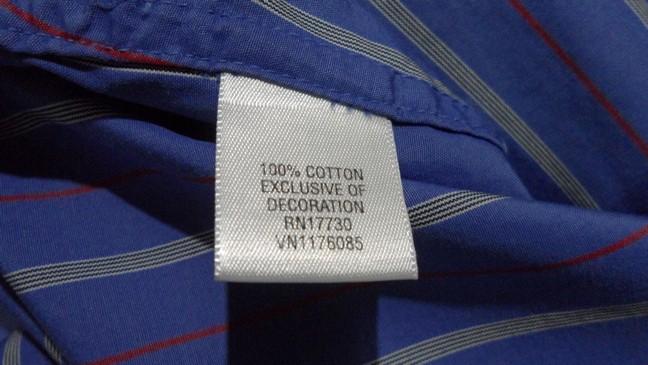 100% COTTON
EXCLUSIVE OF
DECORATION
RN17730
VN1176085